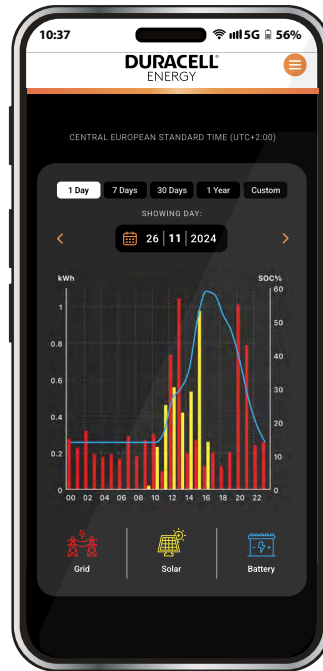 10:37 5G 56%
DURACELL®
ENERGY
CENTRAL EUROPEAN STANDARD TIME (UTC+2:00)
1 Day 7 Days 30 Days 1 Year Custom
SHOWING DAY:
26 | 11 | 2024
kWh SOC%
1 0.8 0.6 0.4 0.2 0
60 50 40 30 20 10 0
00 02 04 06 08 10 12 14 16 18 20 22
Grid Solar Battery